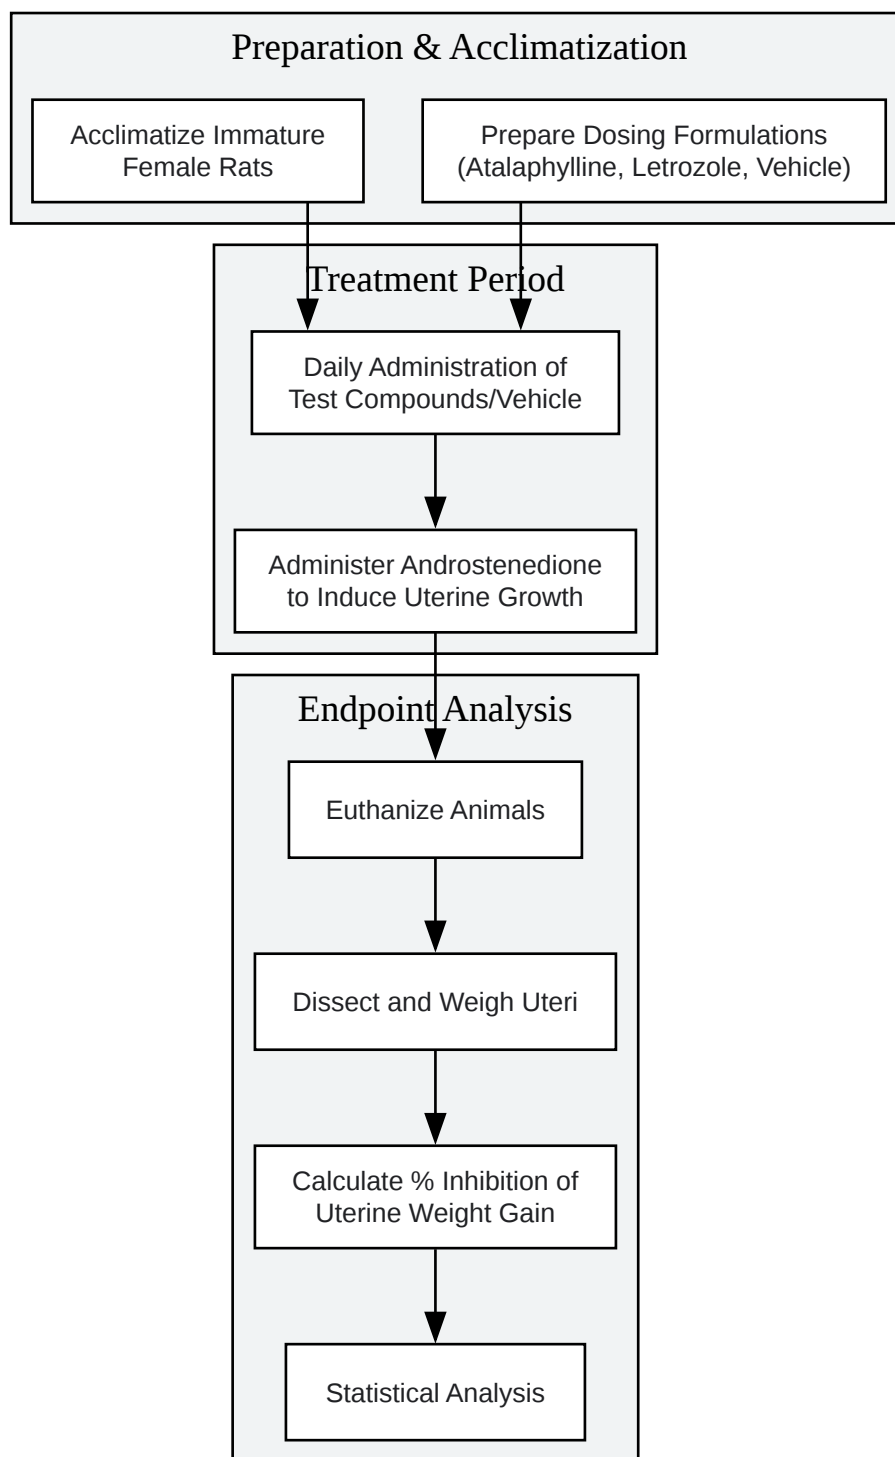 Preparation & Acclimatization
Acclimatize Immature
Female Rats
Prepare Dosing Formulations
(Atalaphylline, Letrozole, Vehicle)
Treatment Period
Daily Administration of
Test Compounds/Vehicle
Administer Androstenedione
to Induce Uterine Growth
Endpoint Analysis
Euthanize Animals
Dissect and Weigh Uteri
Calculate % Inhibition of
Uterine Weight Gain
Statistical Analysis